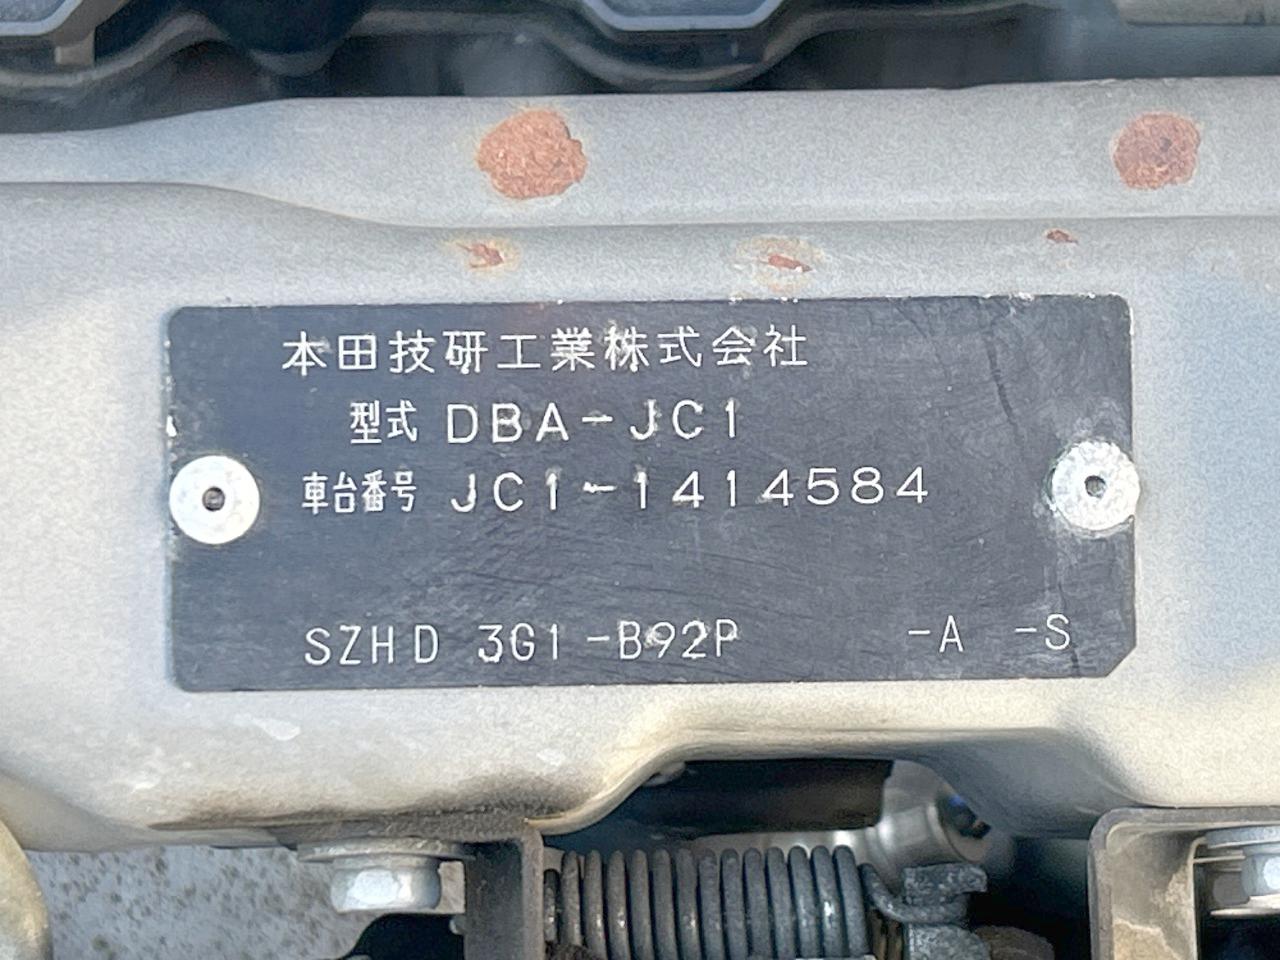 本田技研工業株式会社
型式 DBA-JC1
車台番号 JC1-1414584
SZHD 3G1-B92P -A -S